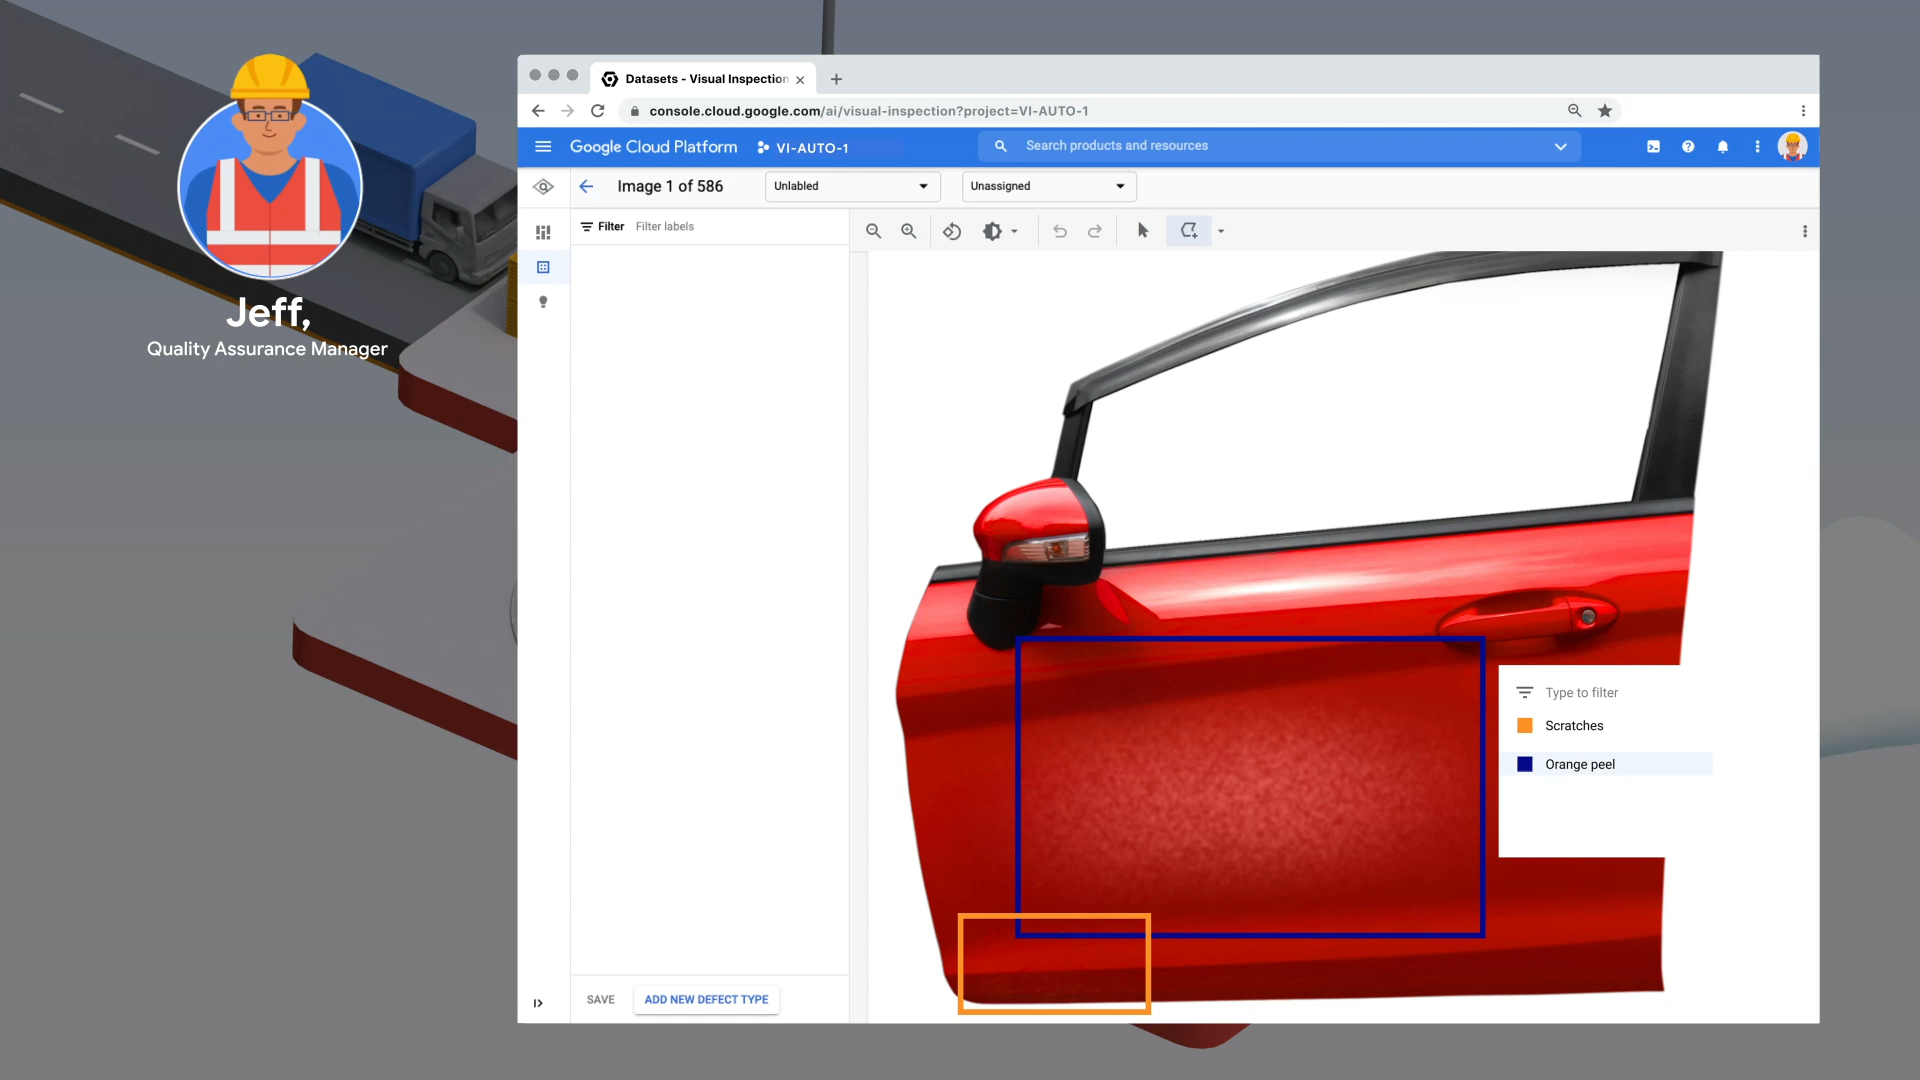 Jeff,
Quality Assurance Manager
Datasets - Visual Inspection
console.cloud.google.com/ai/visual-inspection?project=VI-AUTO-1
Google Cloud Platform
VI-AUTO-1
Search products and resources
Image 1 of 586
Unlabled
Unassigned
Filter
Filter labels
Type to filter
Scratches
Orange peel
SAVE
ADD NEW DEFECT TYPE